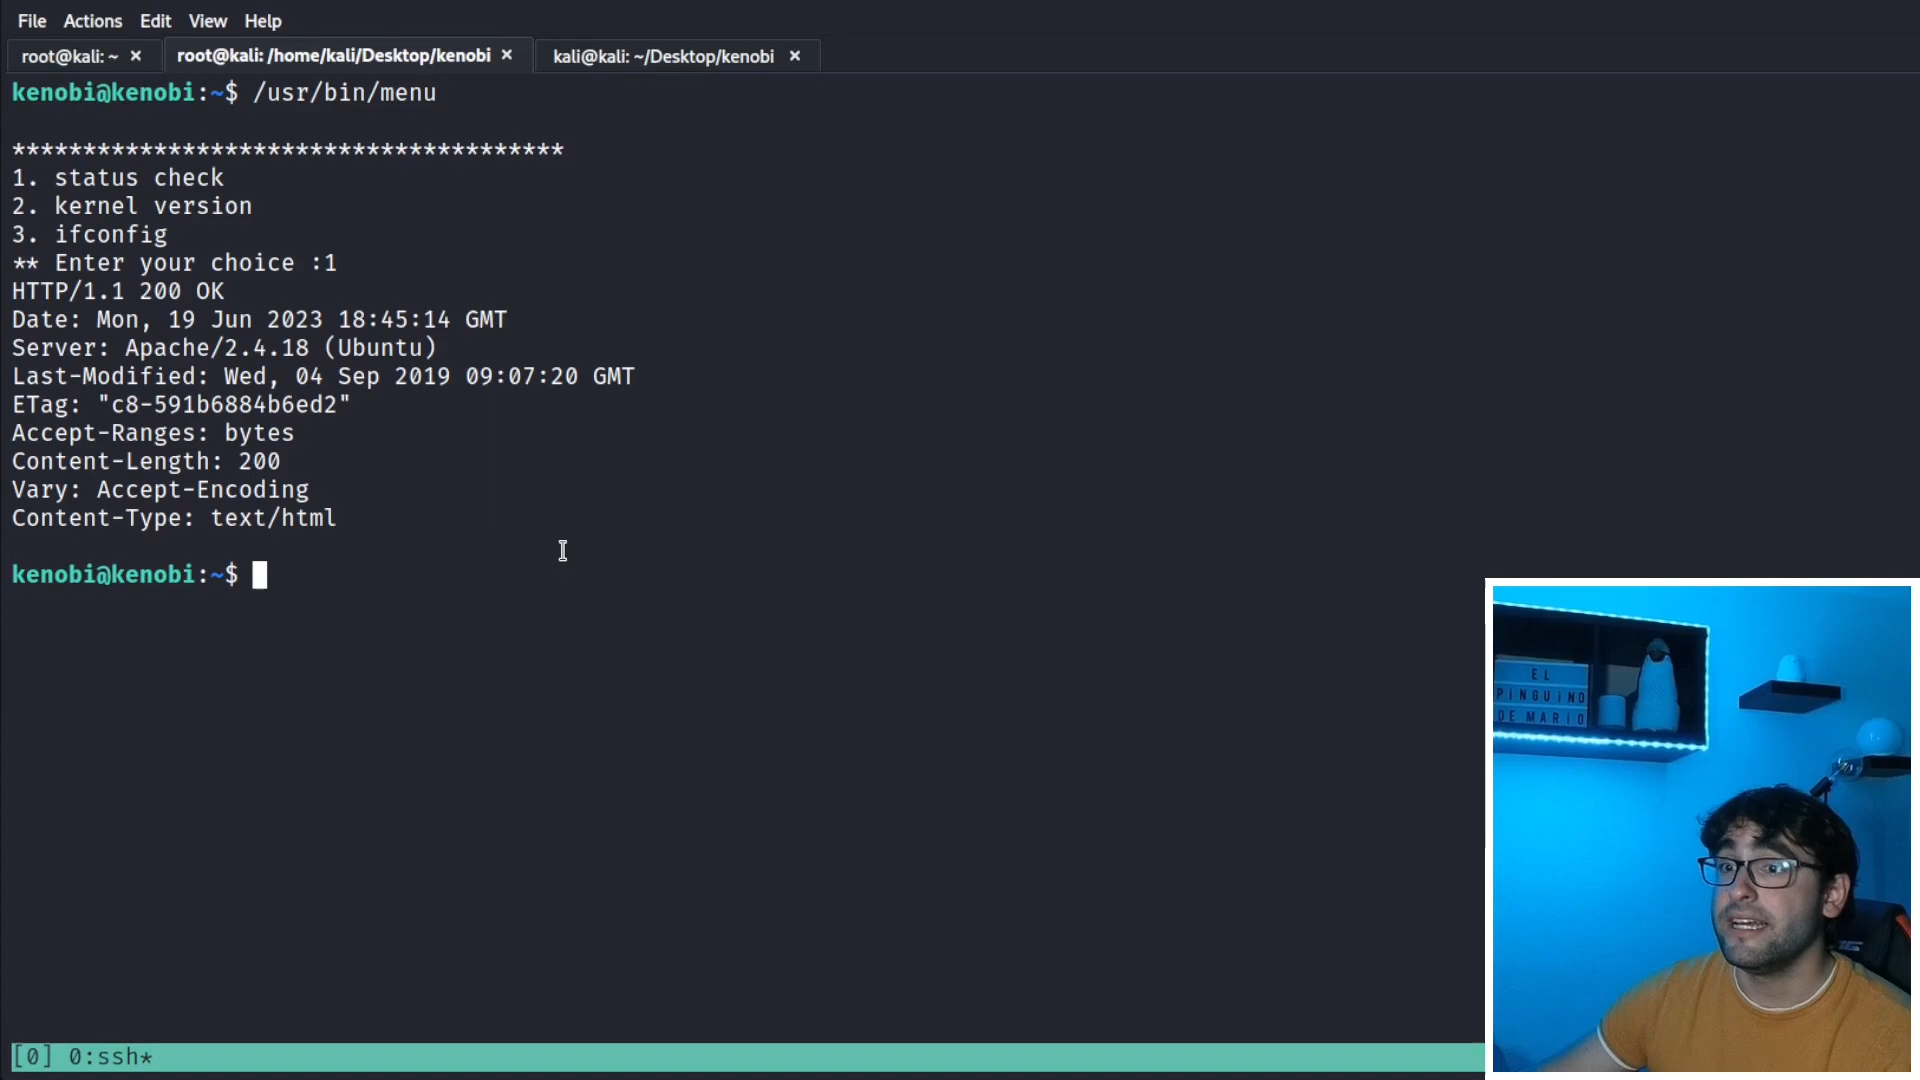 File Actions Edit View Help
root@kali: ~ × root@kali: /home/kali/Desktop/kenobi × kali@kali: ~/Desktop/kenobi ×
kenobi@kenobi:~$ /usr/bin/menu
***************************************
1. status check
2. kernel version
3. ifconfig
** Enter your choice :1
HTTP/1.1 200 OK
Date: Mon, 19 Jun 2023 18:45:14 GMT
Server: Apache/2.4.18 (Ubuntu)
Last-Modified: Wed, 04 Sep 2019 09:07:20 GMT
ETag: "c8-591b6884b6ed2"
Accept-Ranges: bytes
Content-Length: 200
Vary: Accept-Encoding
Content-Type: text/html
kenobi@kenobi:~$
EL
PiNGUiNO
DE MARIO
[0] 0:ssh*